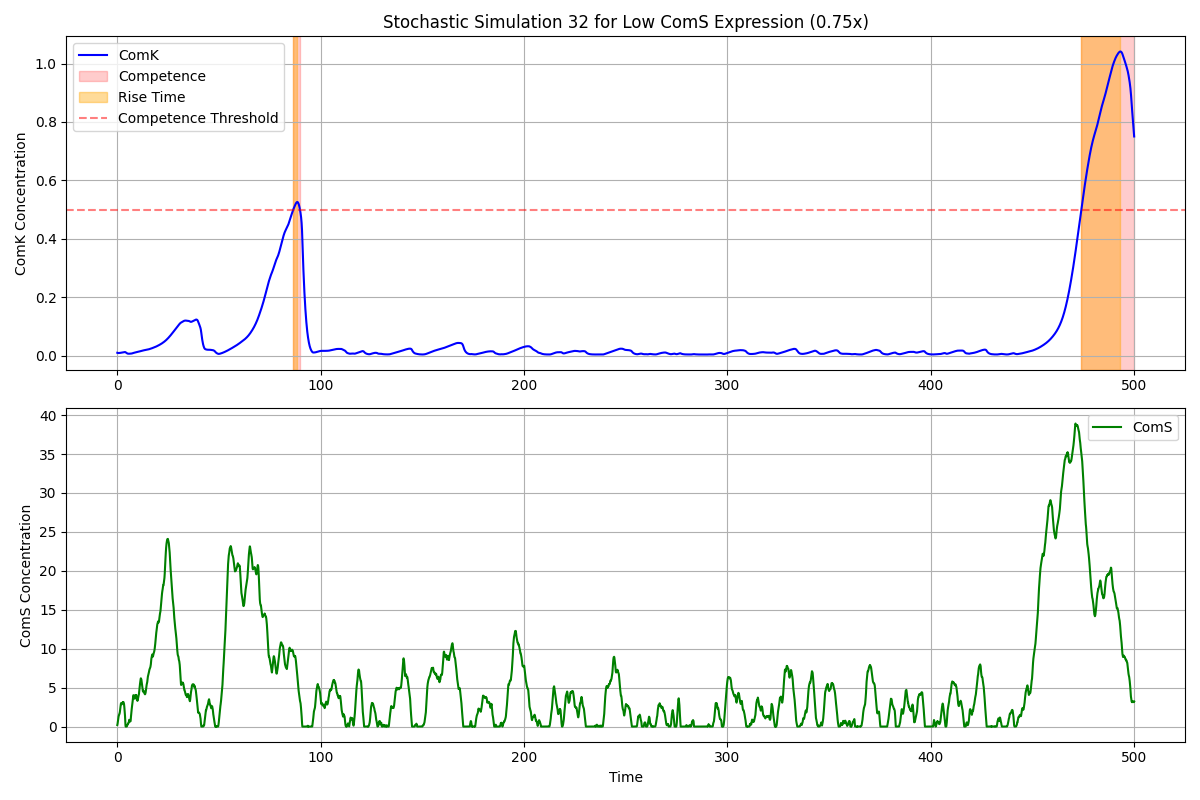 Stochastic Simulation 32 for Low ComS Expression (0.75x)
ComK
Competence
Rise Time
Competence Threshold
ComK Concentration
1.0
0.8
0.6
0.4
0.2
0.0
0 100 200 300 400 500
ComS
ComS Concentration
40
35
30
25
20
15
10
5
0
0 100 200 300 400 500
Time